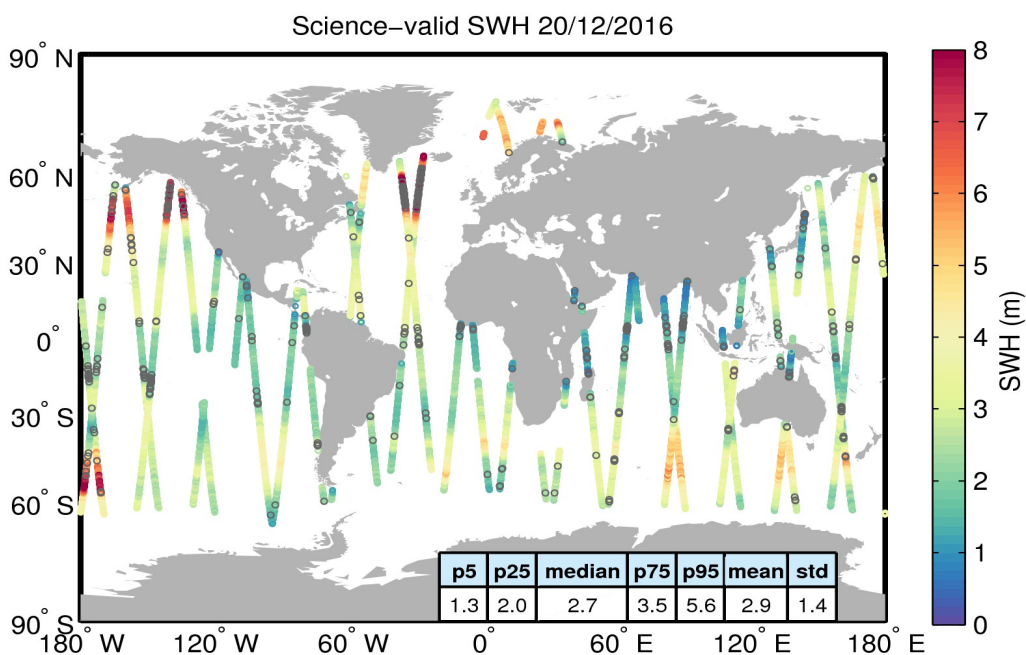 Science−valid SWH 20/12/2016
90° N
60° N
30° N
0°
30° S
60° S
90° S
180° W
120° W
60° W
0°
60° E
120° E
180° E
p5 p25 median p75 p95 mean std
1.3 2.0 2.7 3.5 5.6 2.9 1.4
8
7
6
5
4
3
2
1
0
SWH (m)